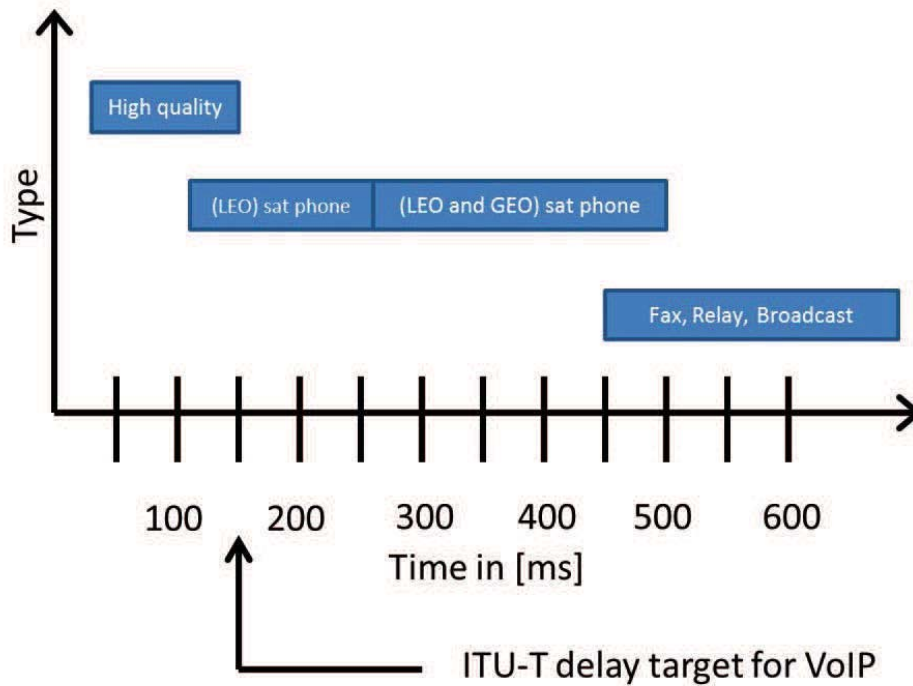 High quality
(LEO) sat phone
(LEO and GEO) sat phone
Fax, Relay, Broadcast
Type
100 200 300 400 500 600
Time in [ms]
ITU-T delay target for VoIP